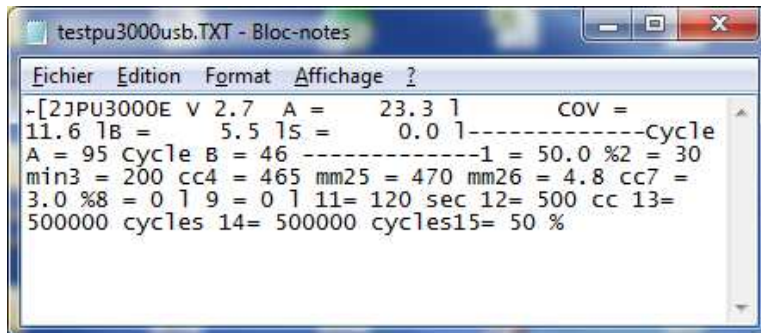 testpu3000usb.TXT - Bloc-notes
Fichier Edition Format Affichage ?
←[2JPU3000E V 2.7 A = 23.3 l COV =
11.6 lB = 5.5 lS = 0.0 l-------------Cycle
A = 95 Cycle B = 46 -------------1 = 50.0 %2 = 30
min3 = 200 cc4 = 465 mm25 = 470 mm26 = 4.8 cc7 =
3.0 %8 = 0 l 9 = 0 l 11= 120 sec 12= 500 cc 13=
500000 cycles 14= 500000 cycles15= 50 %